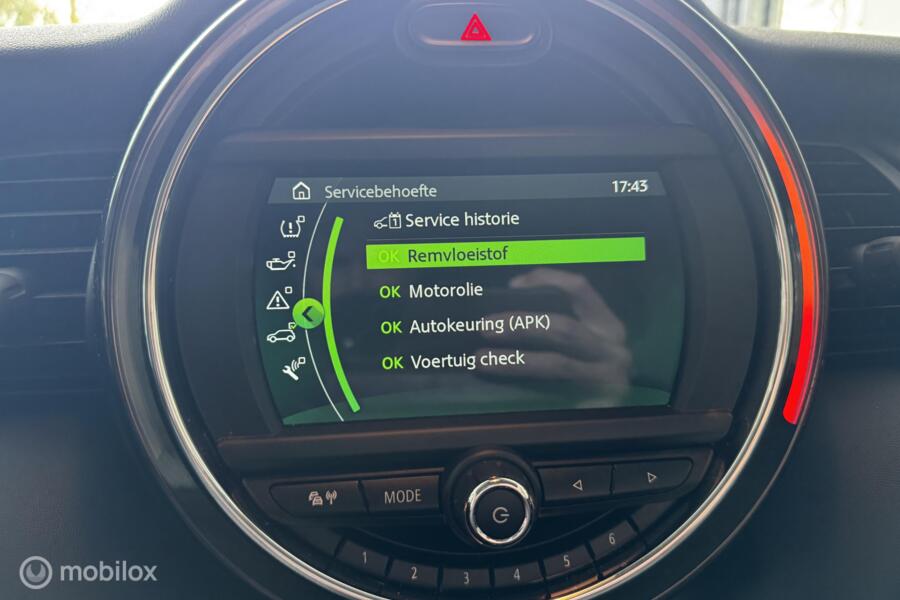 Servicebehoefte 17:43
1 Service historie
OK Remvloeistof
OK Motorolie
OK Autokeuring (APK)
OK Voertuig check
MODE
1 2 3 4 5 6
mobilox